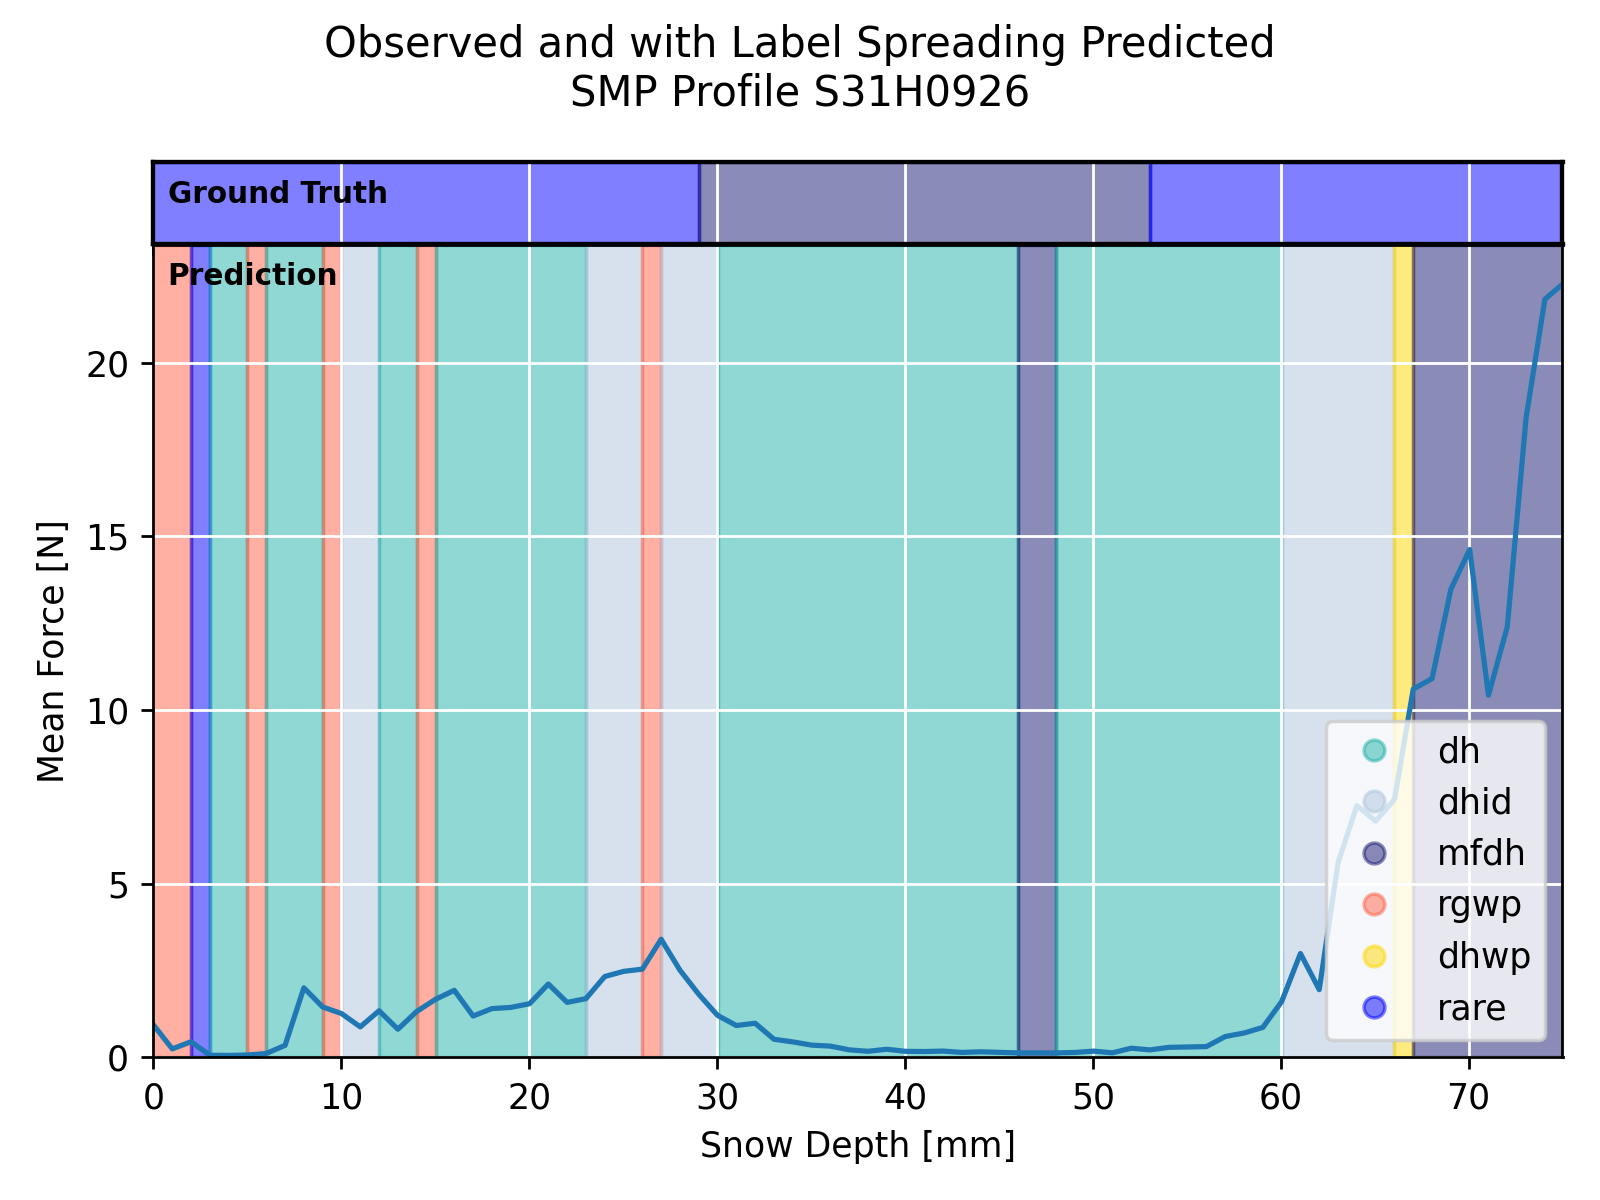 Observed and with Label Spreading Predicted
SMP Profile S31H0926
Ground Truth
Prediction
20
15
10
5
0
Mean Force [N]
dh
dhid
mfdh
rgwp
dhwp
rare
0 10 20 30 40 50 60 70
Snow Depth [mm]